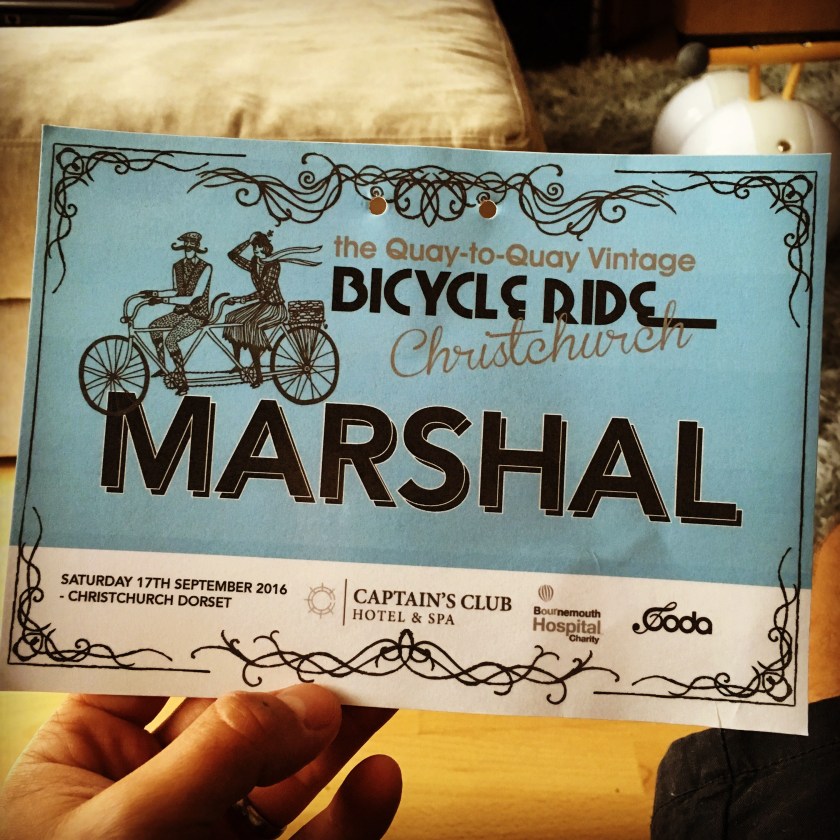 the Quay-to-Quay Vintage
BICYCLE RIDE
Christchurch
MARSHAL
SATURDAY 17TH SEPTEMBER 2016
- CHRISTCHURCH DORSET
CAPTAIN'S CLUB
HOTEL & SPA
Bournemouth
Hospital
Charity
Coda